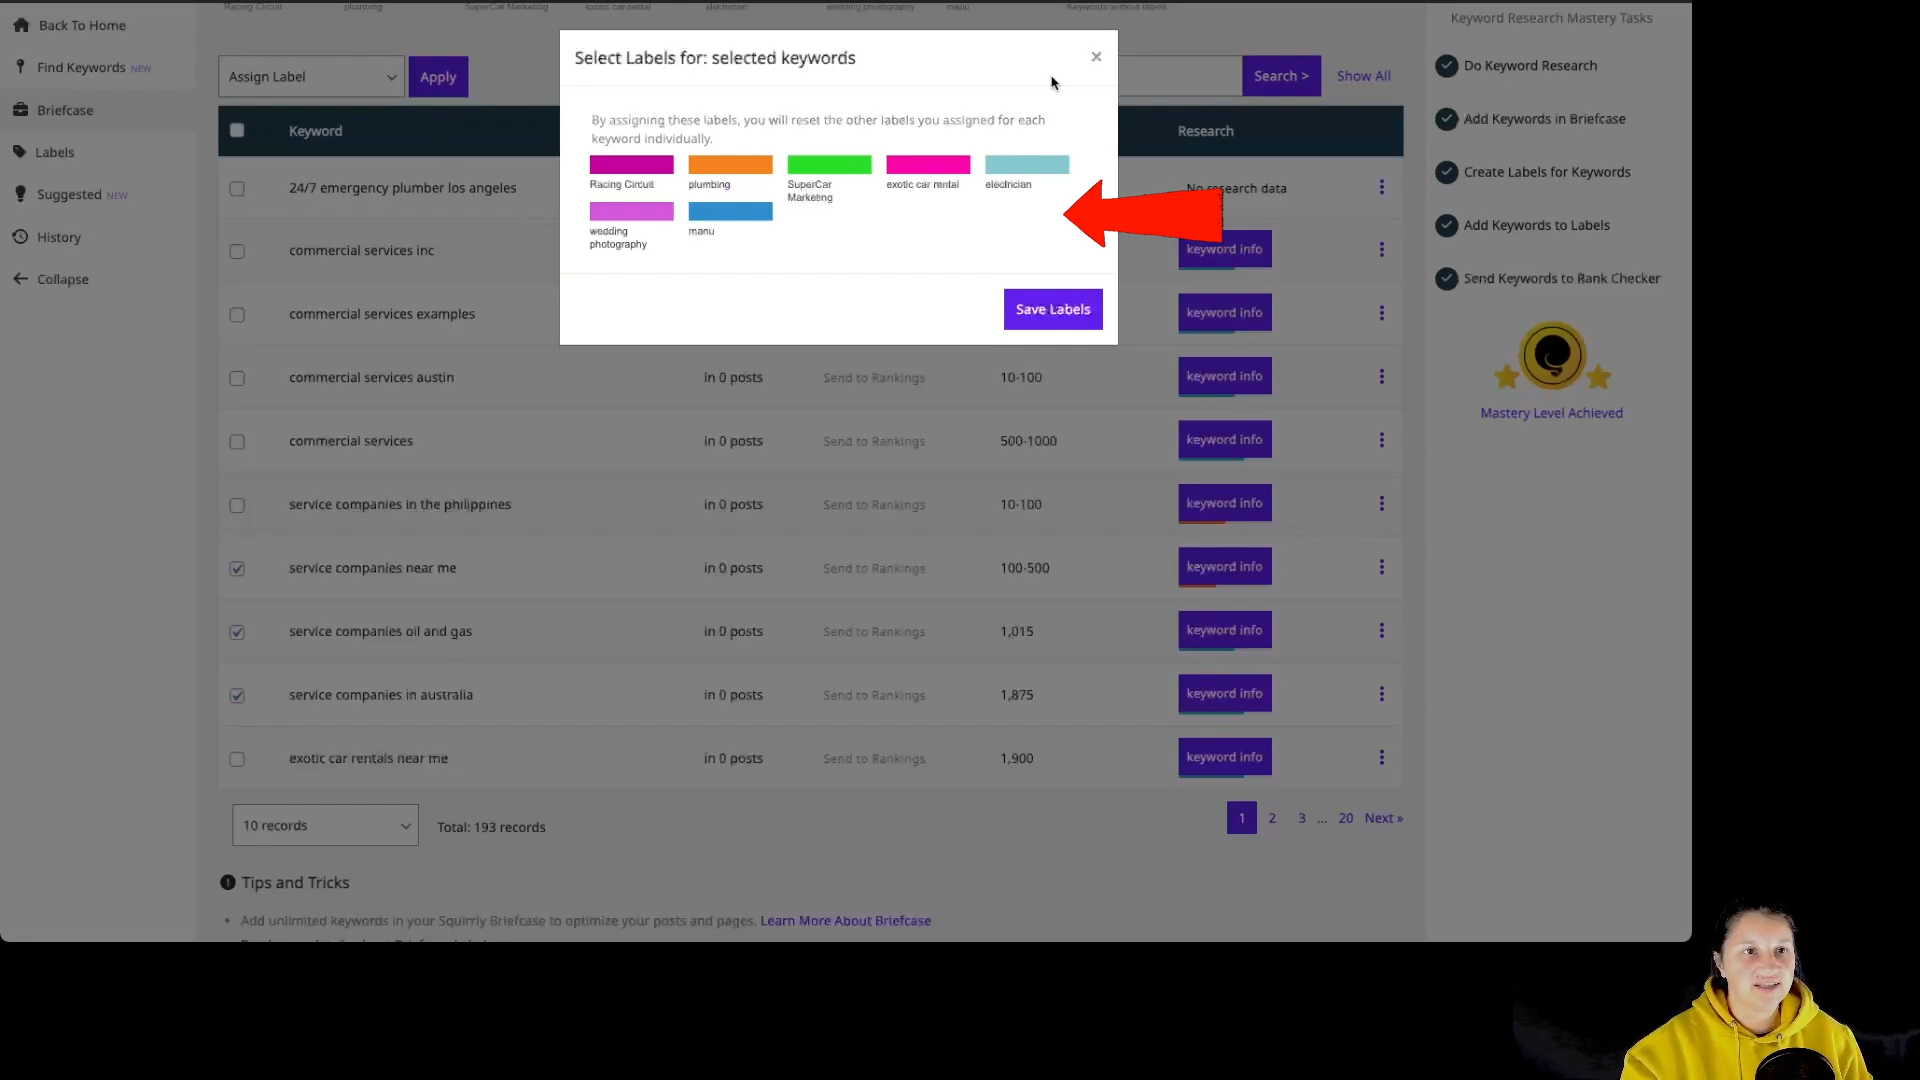 Racing Circuit plumbing SuperCar Marketing exotic car rental electrician wedding photography manu Keywords without labels
Back To Home
Find Keywords NEW
Briefcase
Labels
Suggested NEW
History
Collapse
Assign Label
Apply
Search >
Show All
Select Labels for: selected keywords
×
By assigning these labels, you will reset the other labels you assigned for each
keyword individually.
Racing Circuit
plumbing
SuperCar
Marketing
exotic car rental
electrician
wedding
photography
manu
Save Labels
Keyword Research
24/7 emergency plumber los angeles No research data
commercial services inc keyword info
commercial services examples keyword info
commercial services austin in 0 posts Send to Rankings 10-100 keyword info
commercial services in 0 posts Send to Rankings 500-1000 keyword info
service companies in the philippines in 0 posts Send to Rankings 10-100 keyword info
service companies near me in 0 posts Send to Rankings 100-500 keyword info
service companies oil and gas in 0 posts Send to Rankings 1,015 keyword info
service companies in australia in 0 posts Send to Rankings 1,875 keyword info
exotic car rentals near me in 0 posts Send to Rankings 1,900 keyword info
10 records
Total: 193 records
1 2 3 ... 20 Next »
Tips and Tricks
• Add unlimited keywords in your Squirrly Briefcase to optimize your posts and pages. Learn More About Briefcase
Keyword Research Mastery Tasks
Do Keyword Research
Add Keywords in Briefcase
Create Labels for Keywords
Add Keywords to Labels
Send Keywords to Rank Checker
Mastery Level Achieved